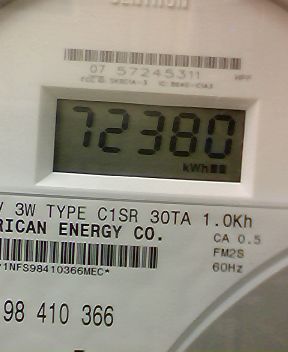 07 57245311
72380
kWh
V 3W TYPE C1SR 30TA 1.0Kh
RICAN ENERGY CO.
CA 0.5
FM2S
60Hz
*1NFS98410366MEC*
98 410 366